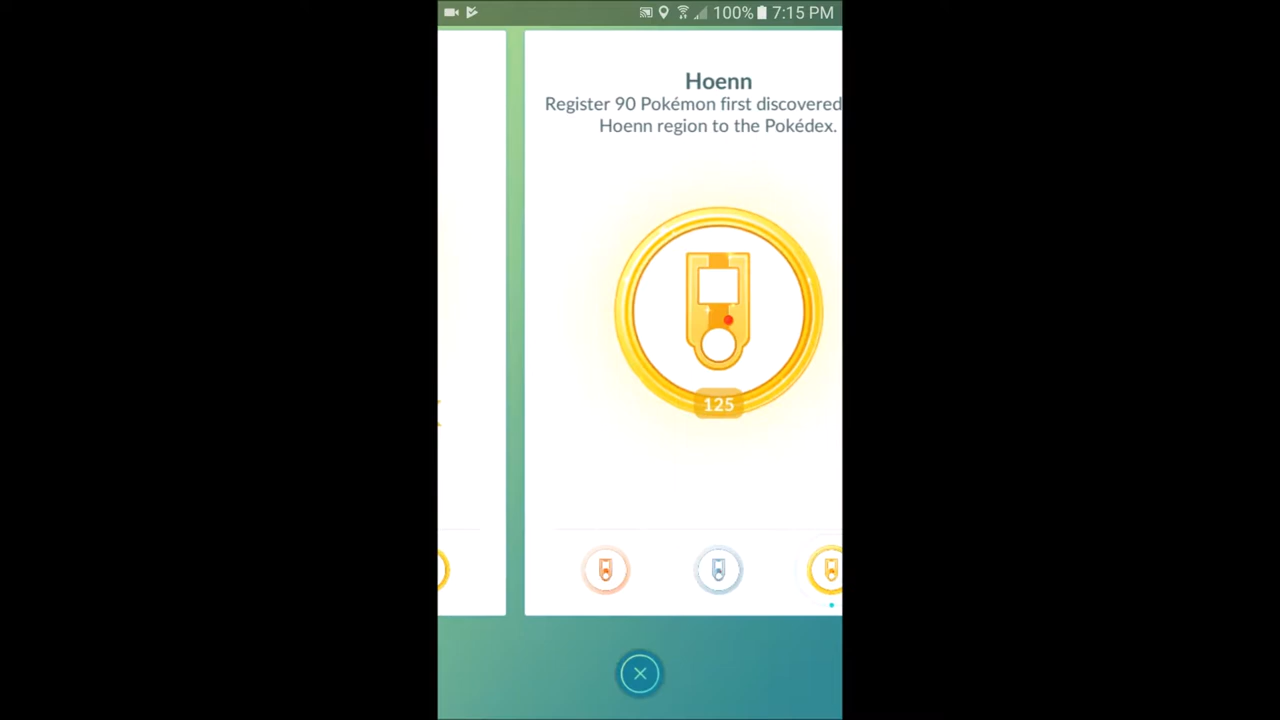 100% 7:15 PM
Hoenn
Register 90 Pokémon first discovered
Hoenn region to the Pokédex.
125